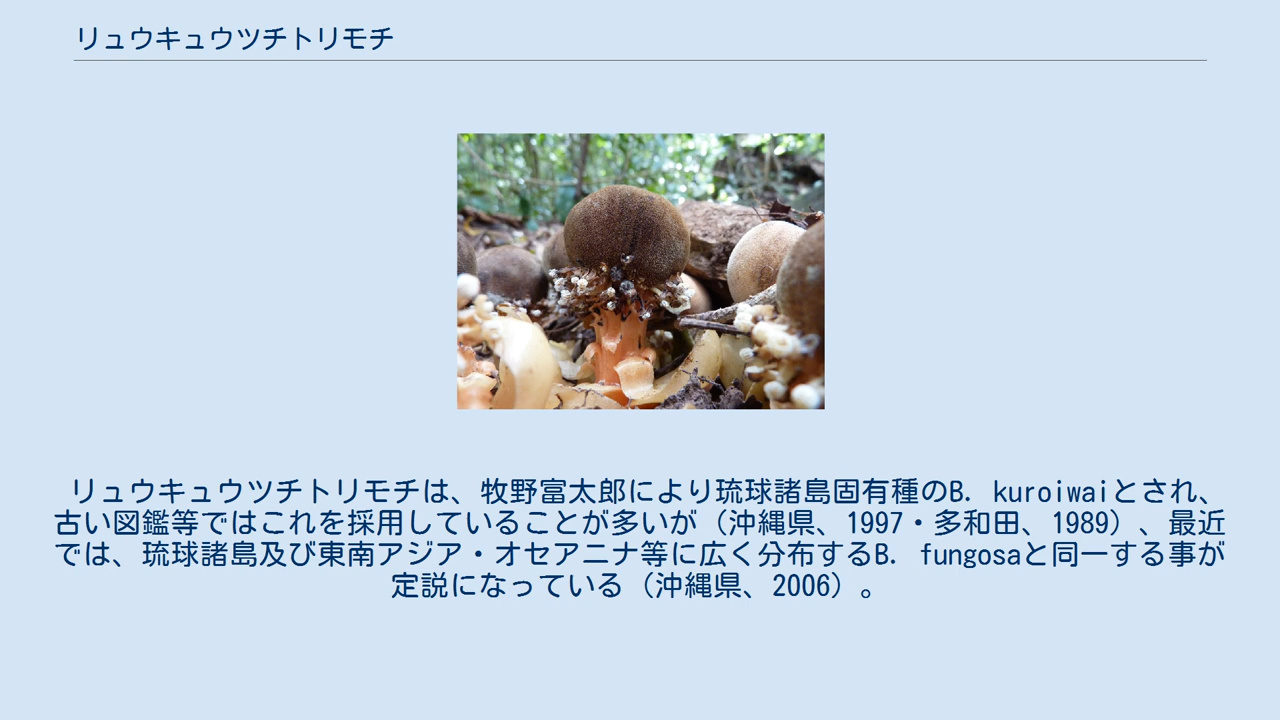 リュウキュウツチトリモチ
リュウキュウツチトリモチは、牧野富太郎により琉球諸島固有種のB. kuroiwaiとされ、
古い図鑑等ではこれを採用していることが多いが（沖縄県、1997・多和田、1989）、最近
では、琉球諸島及び東南アジア・オセアニナ等に広く分布するB. fungosaと同一する事が
定説になっている（沖縄県、2006）。